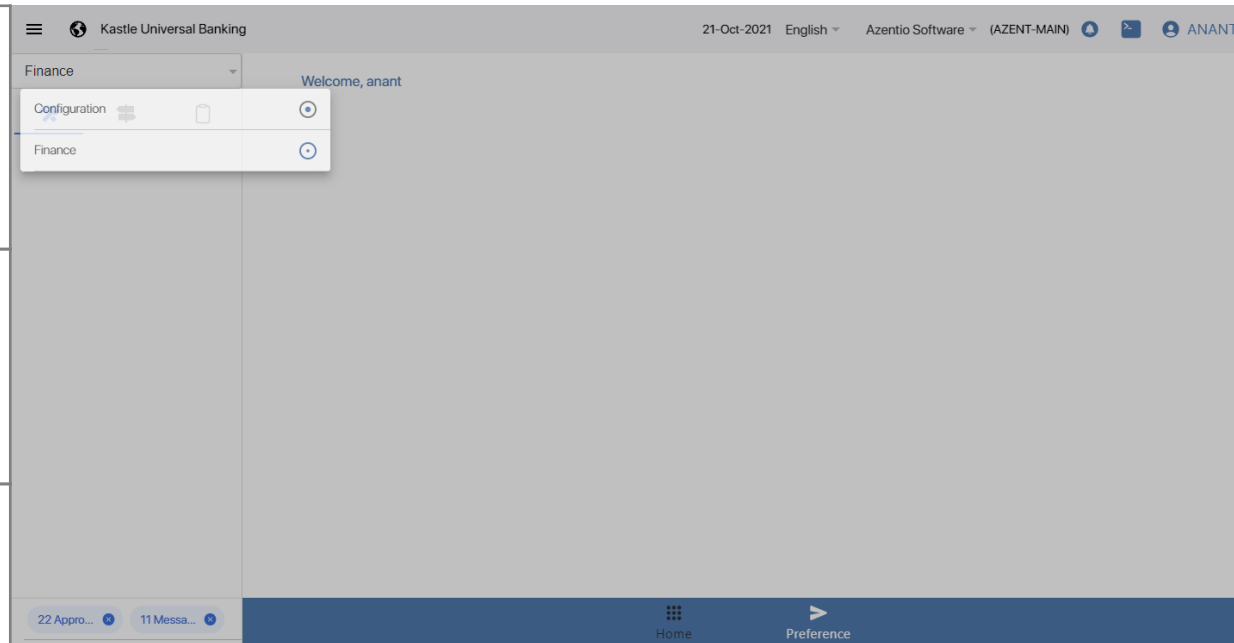 Kastle Universal Banking 21-Oct-2021 English Azentio Software (AZENT-MAIN) ANANT
Finance
Welcome, anant
Configuration
Finance
22 Appro... 11 Messa...
Home Preference